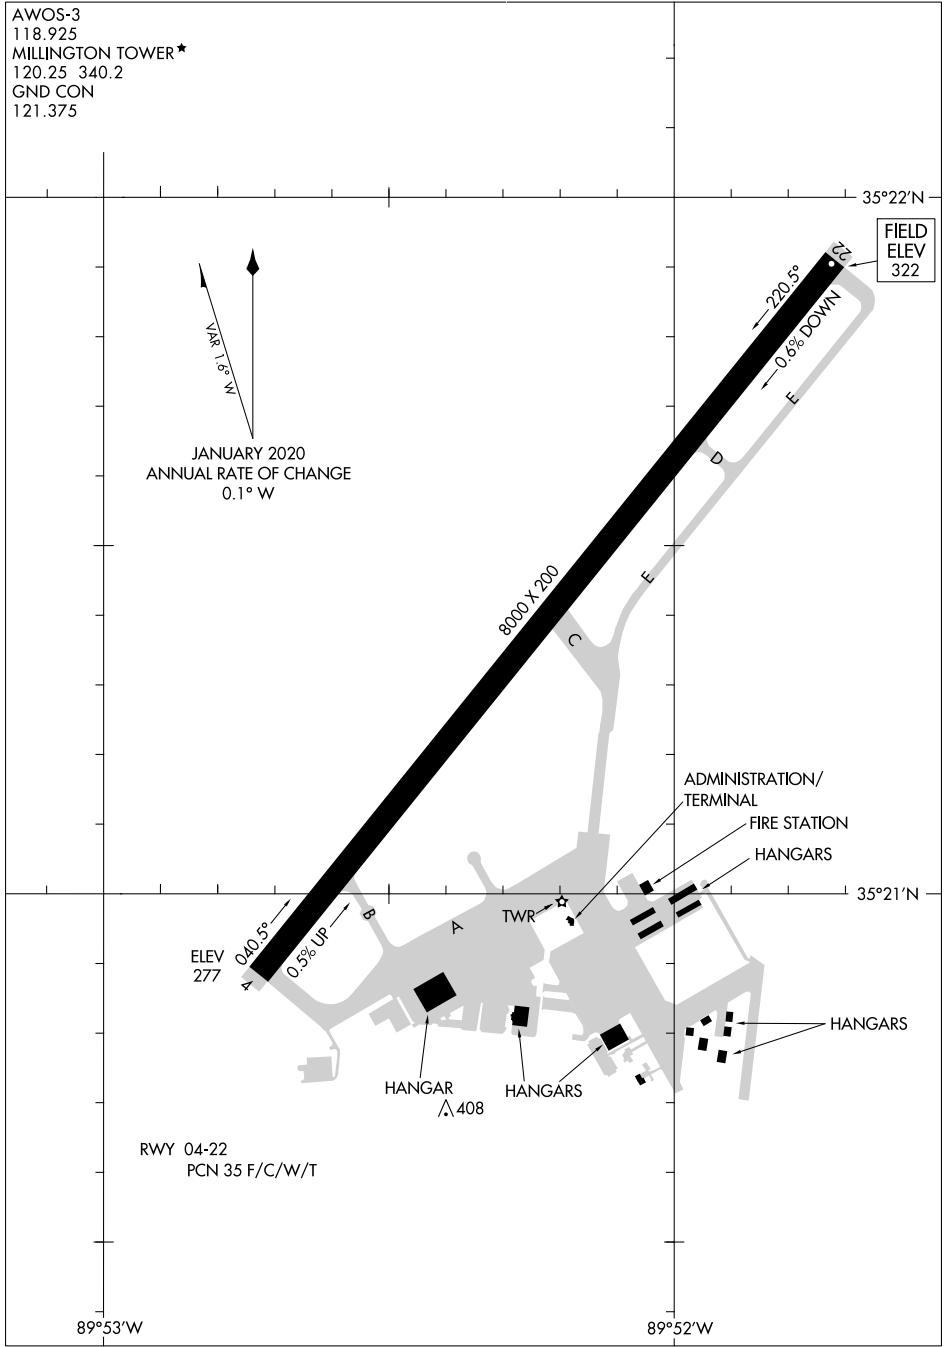 AWOS-3
118.925
MILLINGTON TOWER★
120.25 340.2
GND CON
121.375
35°22'N
FIELD
ELEV
322
22
220.5°
0.6% DOWN
VAR 1.6° W
E
JANUARY 2020
ANNUAL RATE OF CHANGE
0.1° W
D
8000 X 200
E
C
ADMINISTRATION/
TERMINAL
FIRE STATION
HANGARS
35°21'N
TWR
B
A
040.5°
0.5% UP
ELEV
277
4
HANGARS
HANGAR
HANGARS
408
RWY 04-22
PCN 35 F/C/W/T
89°53'W
89°52'W